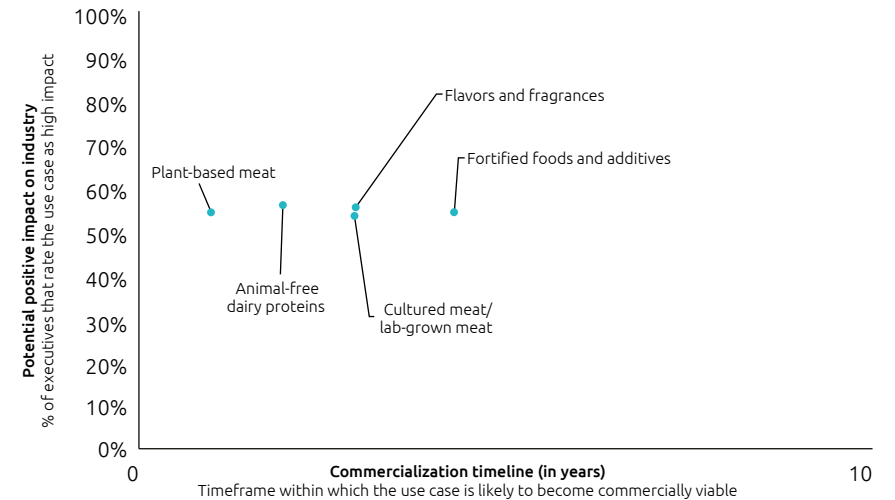 Potential positive impact on industry
% of executives that rate the use case as high impact
100%
90%
80%
70%
60%
50%
40%
30%
20%
10%
0%
Flavors and fragrances
Fortified foods and additives
Plant-based meat
Animal-free
dairy proteins
Cultured meat/
lab-grown meat
0
10
Commercialization timeline (in years)
Timeframe within which the use case is likely to become commercially viable